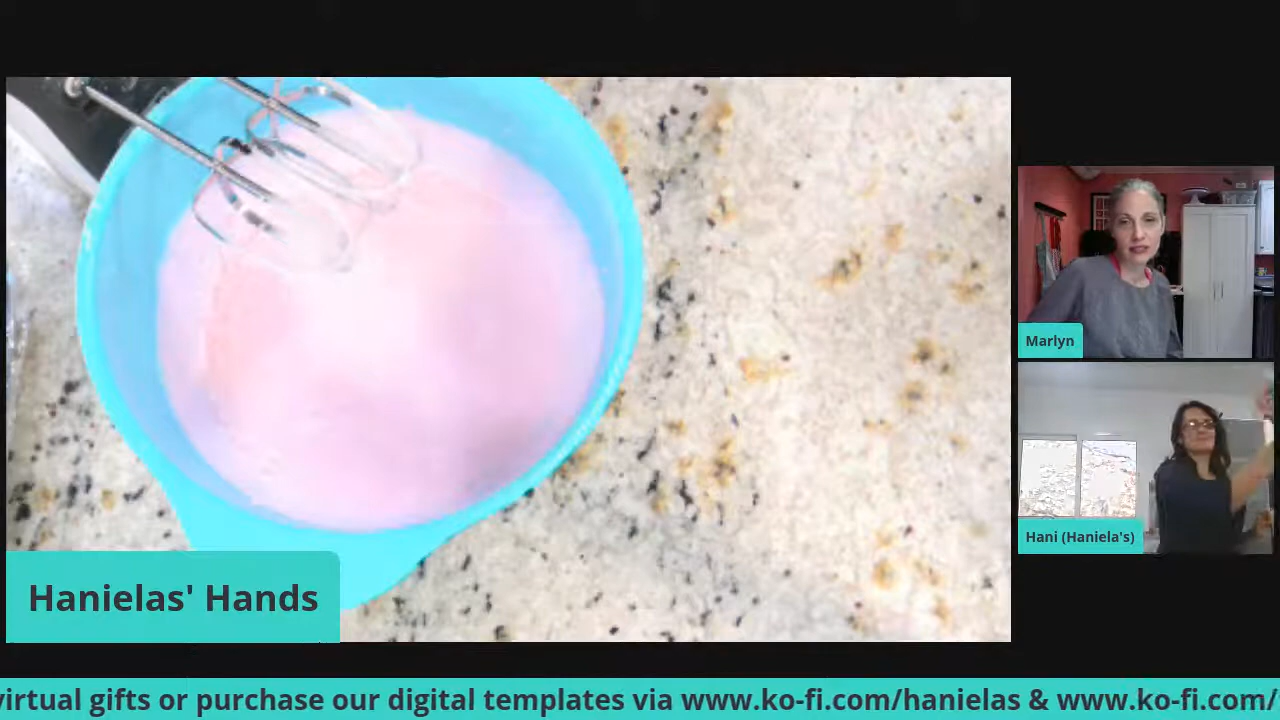 Marlyn
Hani (Haniela's)
Hanielas' Hands
virtual gifts or purchase our digital templates via www.ko-fi.com/hanielas & www.ko-fi.com/